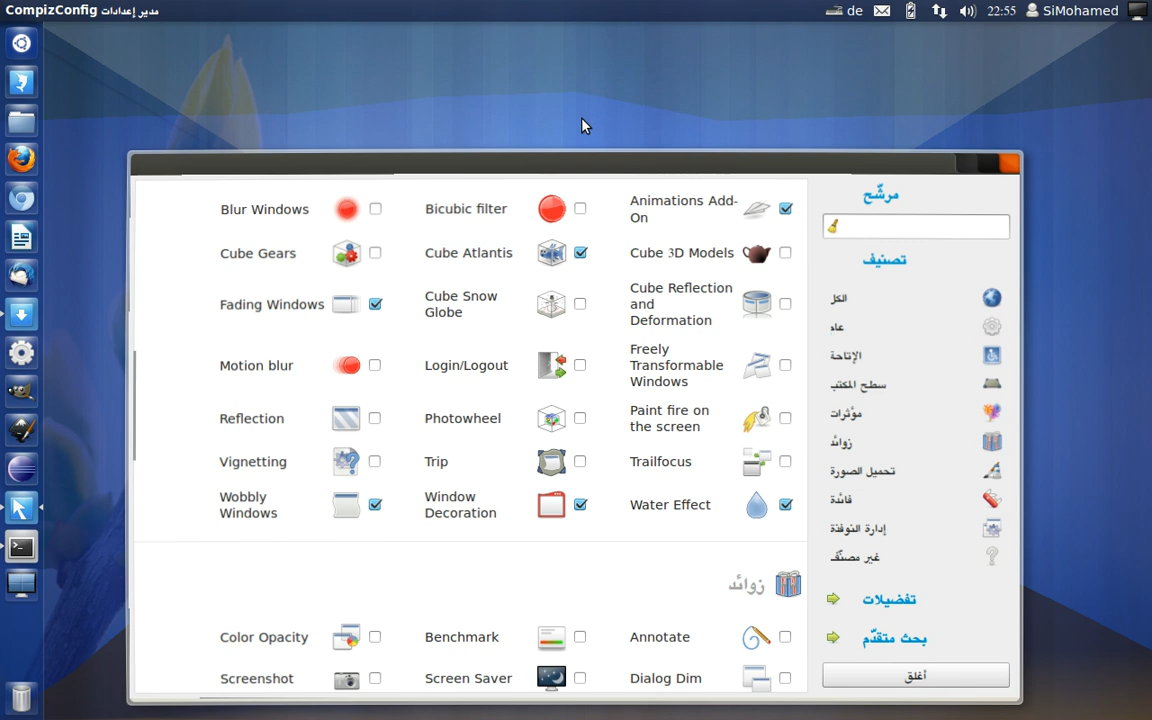 CompizConfig مدير إعدادات
de
22:55
SiMohamed
Blur Windows
Bicubic filter
Animations Add-
On
Cube Gears
Cube Atlantis
Cube 3D Models
Fading Windows
Cube Snow
Globe
Cube Reflection
and
Deformation
Motion blur
Login/Logout
Freely
Transformable
Windows
Reflection
Photowheel
Paint fire on
the screen
Vignetting
Trip
Trailfocus
Wobbly
Windows
Window
Decoration
Water Effect
زوائد
Color Opacity
Benchmark
Annotate
Screenshot
Screen Saver
Dialog Dim
مرشّح
تصنيف
الكل
عام
الإتاحة
سطح المكتب
مؤثرات
زوائد
تحميل الصورة
فائدة
إدارة النوفذة
غير مصنّف
تفضيلات
بحث متقدّم
أغلق